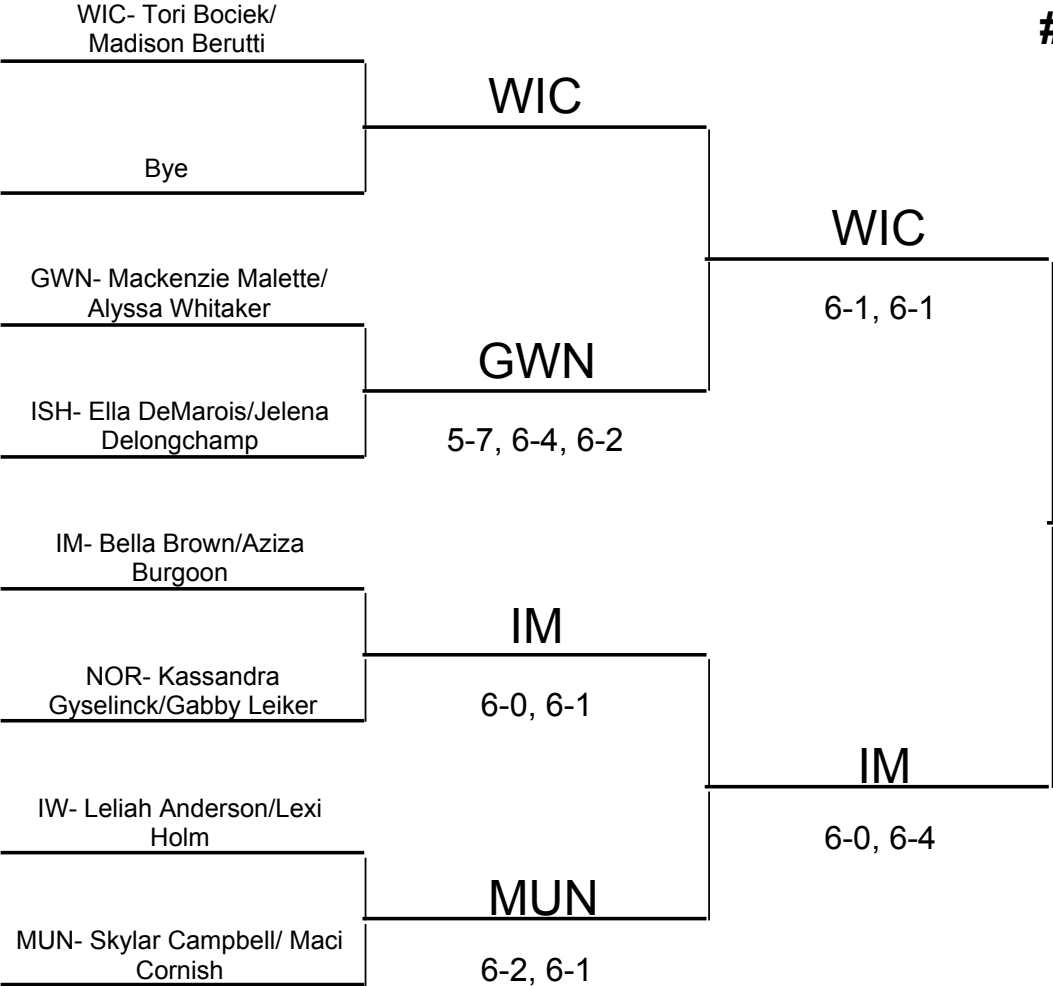 WIC- Tori Bociek/
Madison Berutti
#
WIC
Bye
WIC
GWN- Mackenzie Malette/
Alyssa Whitaker
6-1, 6-1
GWN
ISH- Ella DeMarois/Jelena
Delongchamp
5-7, 6-4, 6-2
IM- Bella Brown/Aziza
Burgoon
IM
NOR- Kassandra
Gyselinck/Gabby Leiker
6-0, 6-1
IM
IW- Leliah Anderson/Lexi
Holm
6-0, 6-4
MUN
MUN- Skylar Campbell/ Maci
Cornish
6-2, 6-1